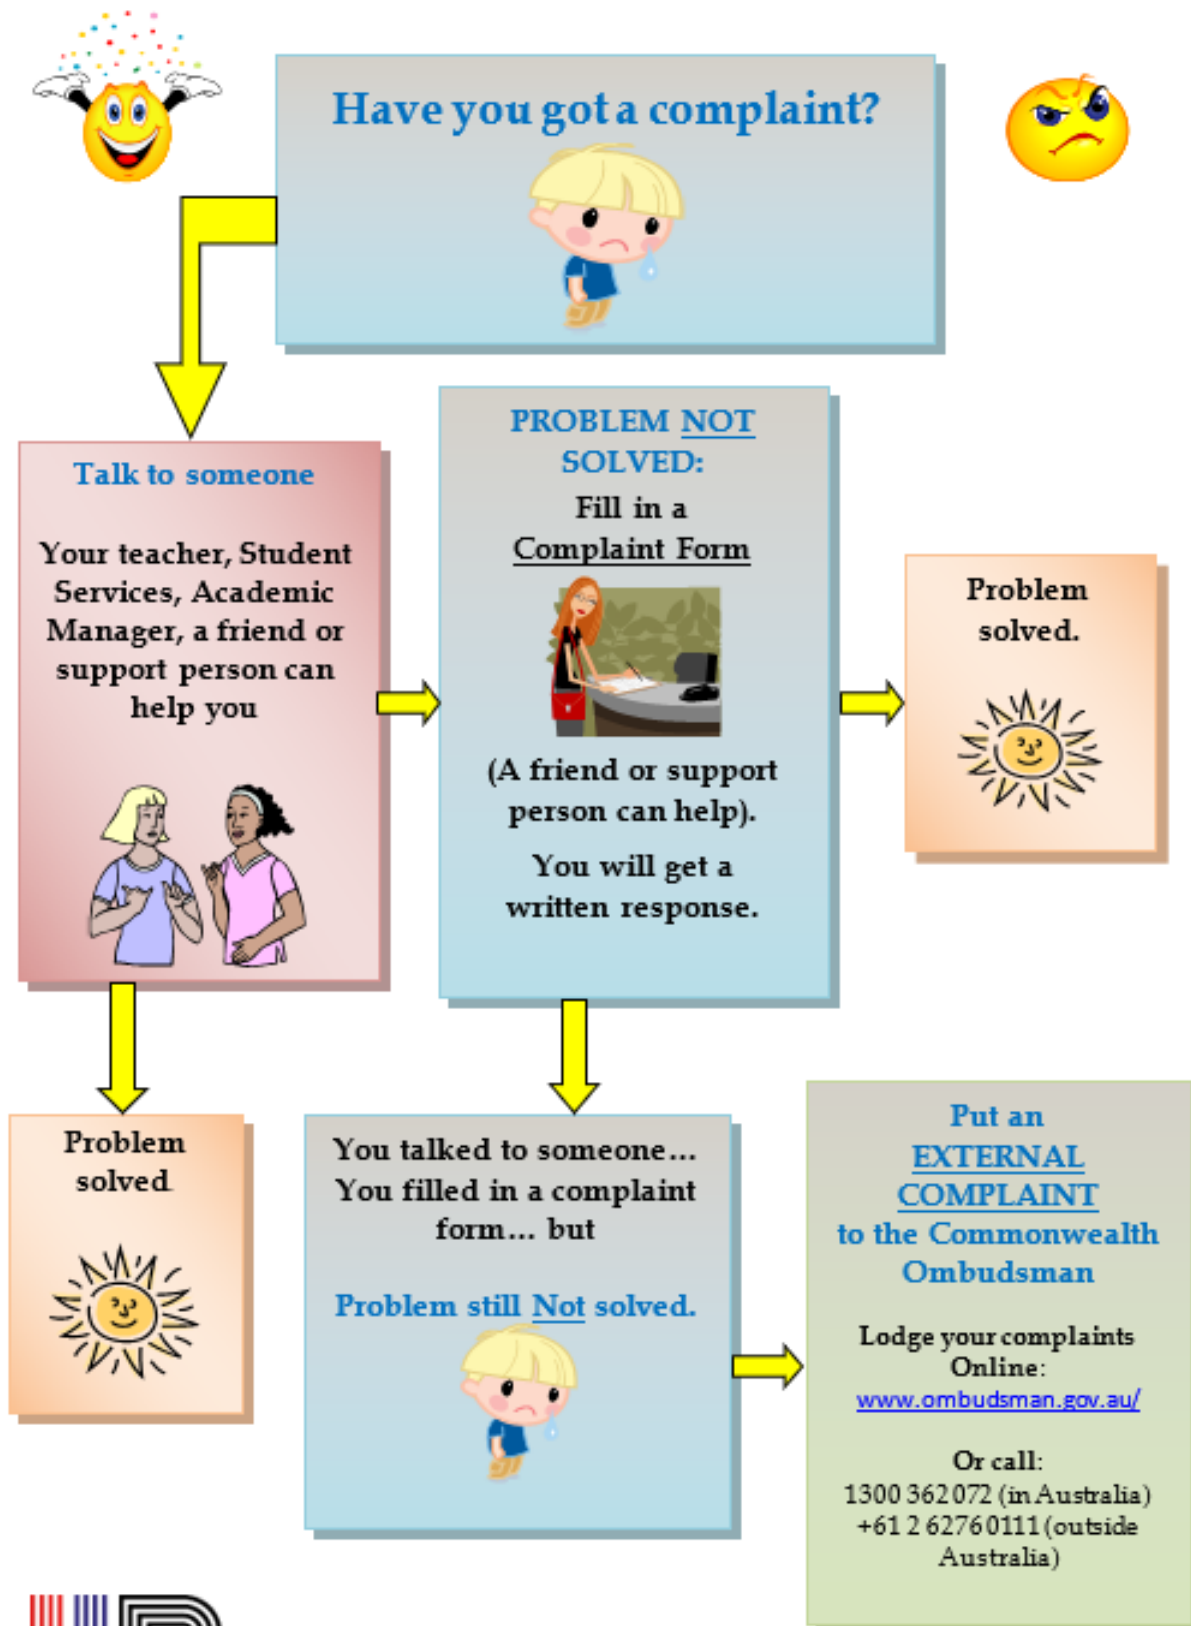 Have you got a complaint?
Talk to someone
Your teacher, Student
Services, Academic
Manager, a friend or
support person can
help you
PROBLEM NOT
SOLVED:
Fill in a
Complaint Form
(A friend or support
person can help).
You will get a
written response.
Problem
solved.
Problem
solved
You talked to someone...
You filled in a complaint
form... but
Problem still Not solved.
Put an
EXTERNAL
COMPLAINT
to the Commonwealth
Ombudsman
Lodge your complaints
Online:
www.ombudsman.gov.au/
Or call:
1300 362 072 (in Australia)
+61 2 6276 0111 (outside
Australia)